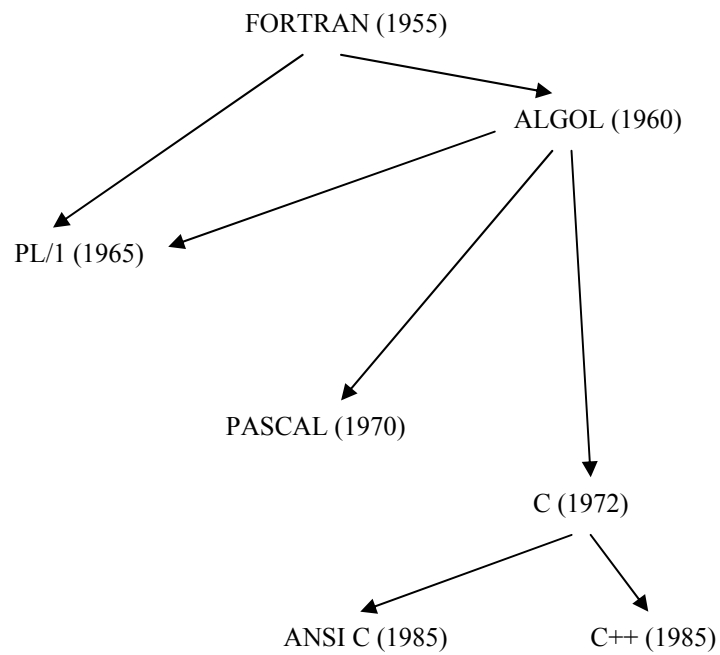 FORTRAN (1955)
ALGOL (1960)
PL/1 (1965)
PASCAL (1970)
C (1972)
ANSI C (1985)
C++ (1985)